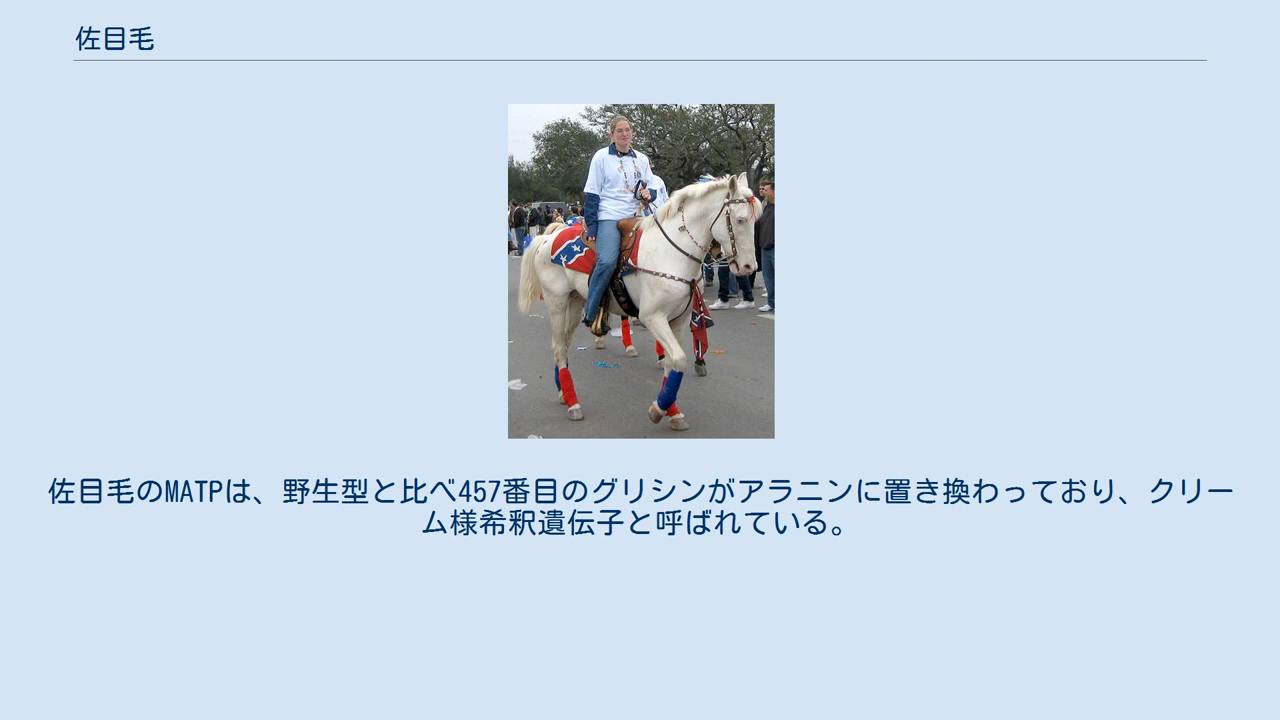 佐目毛
佐目毛のMATPは、野生型と比べ457番目のグリシンがアラニンに置き換わっており、クリー
ム様希釈遺伝子と呼ばれている。